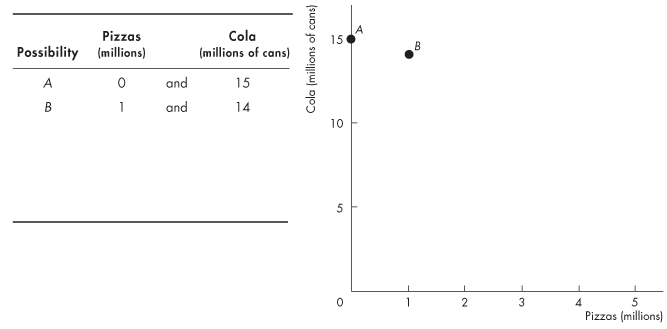 Possibility Pizzas (millions) Cola (millions of cans)
A 0 and 15
B 1 and 14
Cola (millions of cans)
15
10
5
A
B
0 1 2 3 4 5
Pizzas (millions)